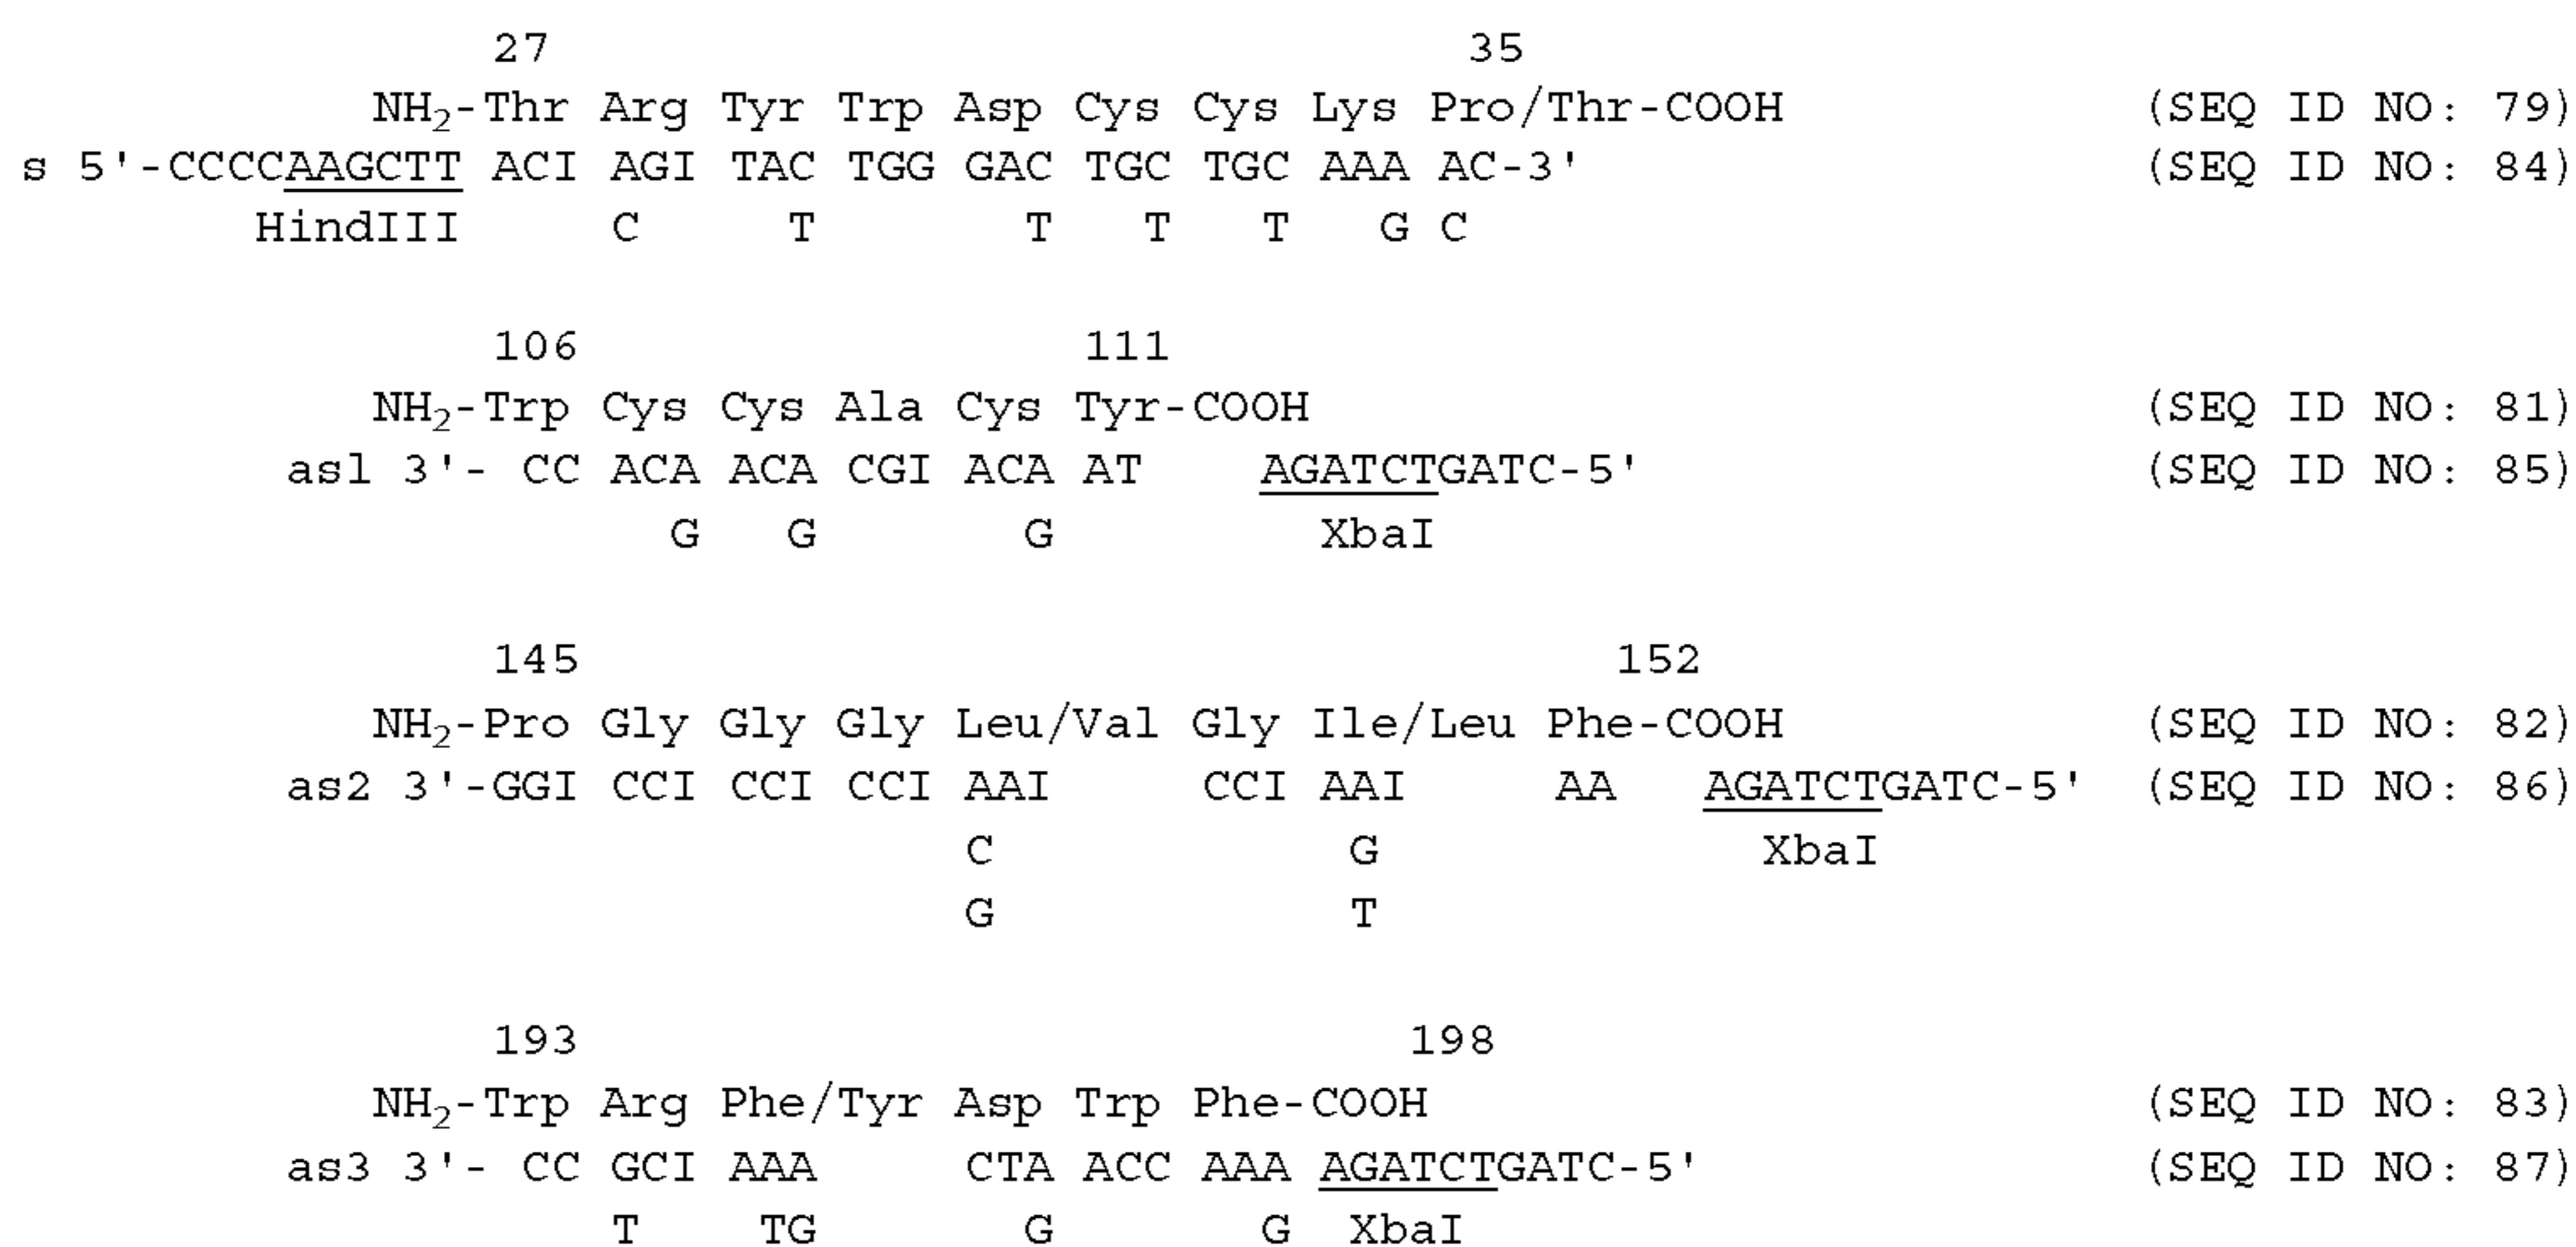 27 35
NH2-Thr Arg Tyr Trp Asp Cys Cys Lys Pro/Thr-COOH (SEQ ID NO: 79)
s 5'-CCCCAAGCTT ACI AGI TAC TGG GAC TGC TGC AAA AC-3' (SEQ ID NO: 84)
HindIII C T T T T G C
106 111
NH2-Trp Cys Cys Ala Cys Tyr-COOH (SEQ ID NO: 81)
as1 3'- CC ACA ACA CGI ACA AT AGATCTGATC-5' (SEQ ID NO: 85)
G G G XbaI
145 152
NH2-Pro Gly Gly Gly Leu/Val Gly Ile/Leu Phe-COOH (SEQ ID NO: 82)
as2 3'-GGI CCI CCI CCI AAI CCI AAI AA AGATCTGATC-5' (SEQ ID NO: 86)
C G XbaI
G T
193 198
NH2-Trp Arg Phe/Tyr Asp Trp Phe-COOH (SEQ ID NO: 83)
as3 3'- CC GCI AAA CTA ACC AAA AGATCTGATC-5' (SEQ ID NO: 87)
T TG G G XbaI